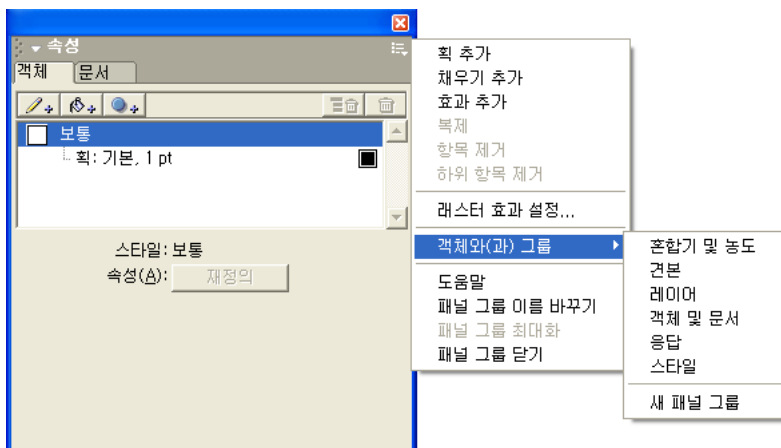 속성
객체 문서
보통
획: 기본, 1 pt
스타일: 보통
속성(A): 재정의
획 추가
채우기 추가
효과 추가
복제
항목 제거
하위 항목 제거
래스터 효과 설정...
객체와(과) 그룹
도움말
패널 그룹 이름 바꾸기
패널 그룹 최대화
패널 그룹 닫기
혼합기 및 농도
견본
레이어
객체 및 문서
응답
스타일
새 패널 그룹